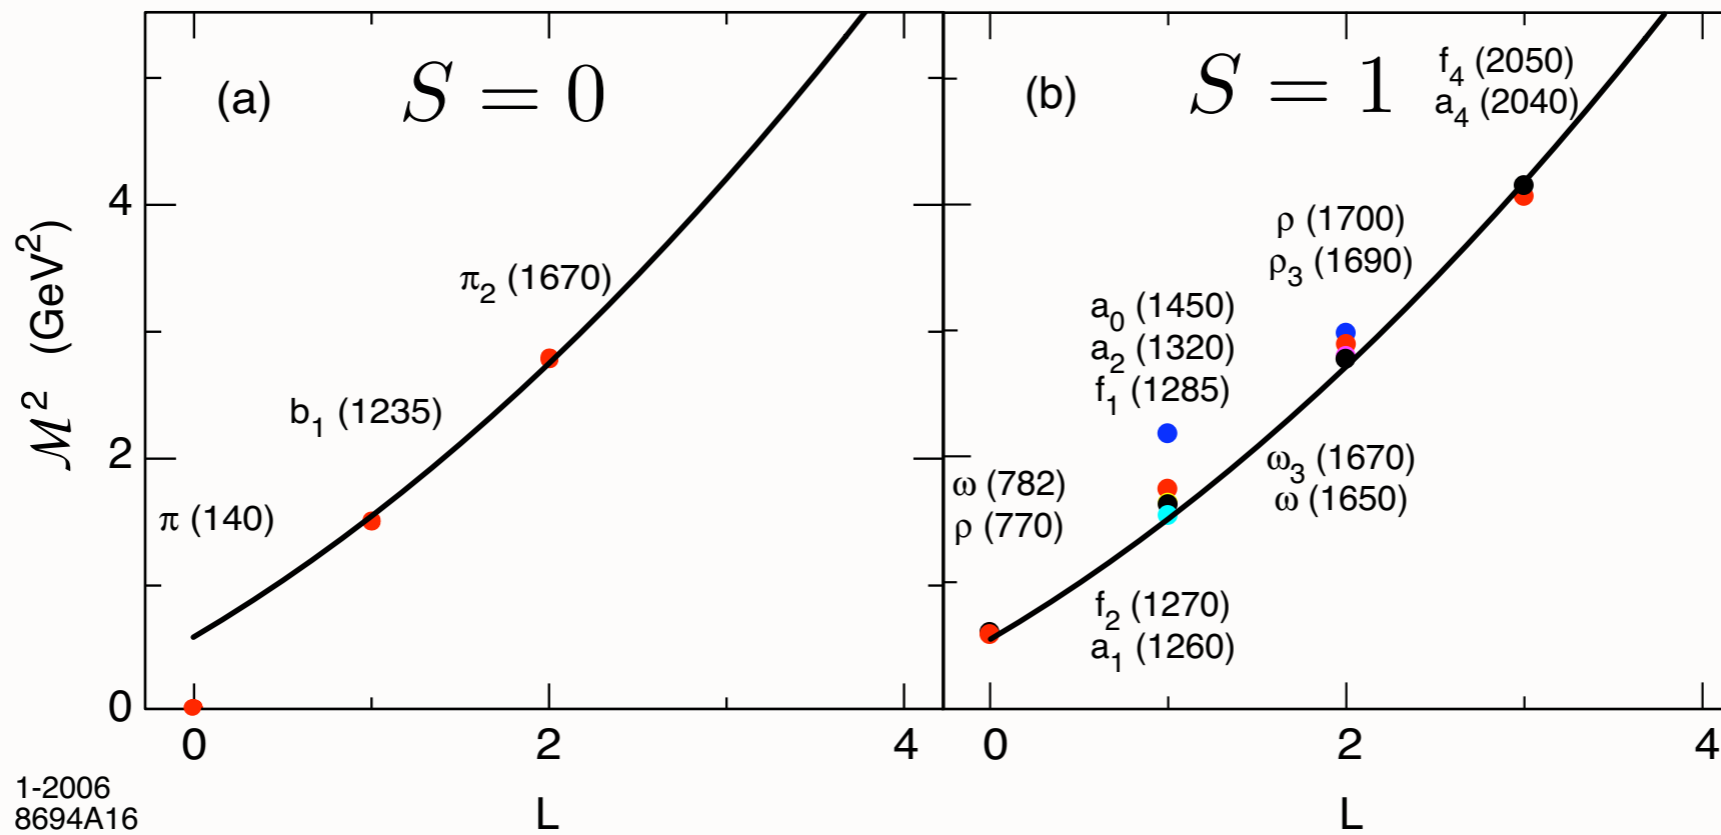 (a) S = 0
(b) S = 1
f4 (2050)
a4 (2040)
4
ρ (1700)
ρ3 (1690)
π2 (1670)
a0 (1450)
a2 (1320)
f1 (1285)
b1 (1235)
ℳ² (GeV²)
2
ω3 (1670)
ω (1650)
ω (782)
ρ (770)
π (140)
f2 (1270)
a1 (1260)
0
0 2 4
0 2 4
L
L
1-2006
8694A16